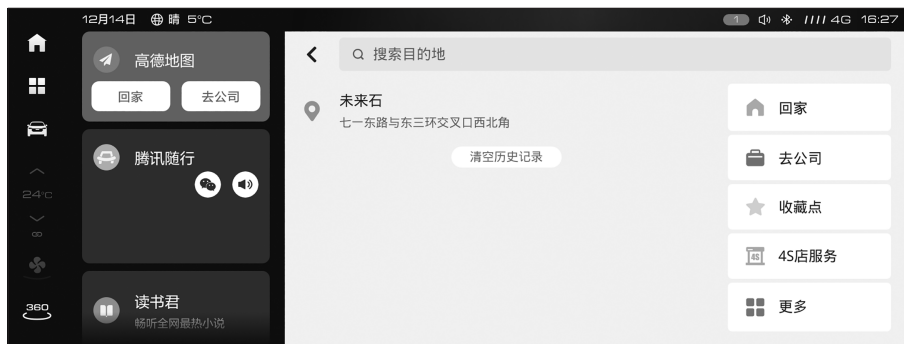 12月14日 晴 5°C
1 4G 16:27
高德地图
回家 去公司
腾讯随行
24°C
读书君
畅听全网最热小说
360
搜索目的地
未来石
七一东路与东三环交叉口西北角
清空历史记录
回家
去公司
收藏点
4S 4S店服务
更多